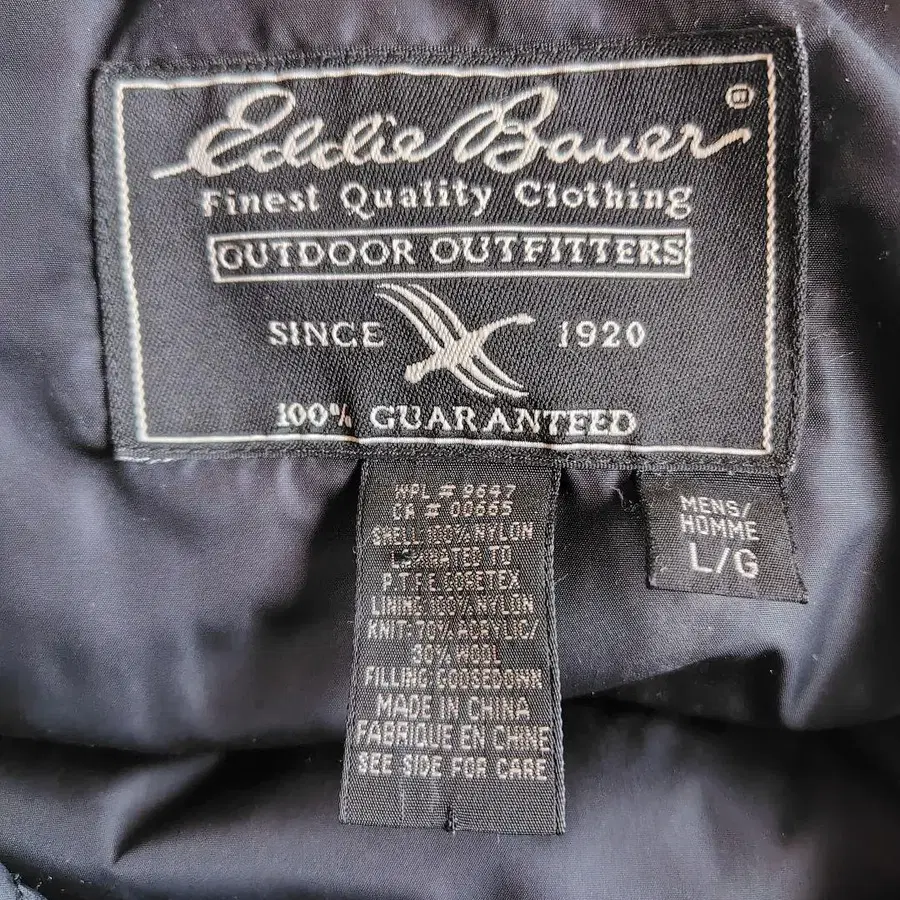 Eddie Bauer ®
Finest Quality Clothing
OUTDOOR OUTFITTERS
SINCE 1920
100% GUARANTEED
WPL # 9647
CA # 00665
SHELL 100% NYLON
LAMINATED TO
P.T.F.E. GORETEX
LINING 100% NYLON
KNIT-70% ACRYLIC/
30% WOOL
FILLING GOOSEDOWN
MADE IN CHINA
FABRIQUE EN CHINE
SEE SIDE FOR CARE
MENS/
HOMME
L/G